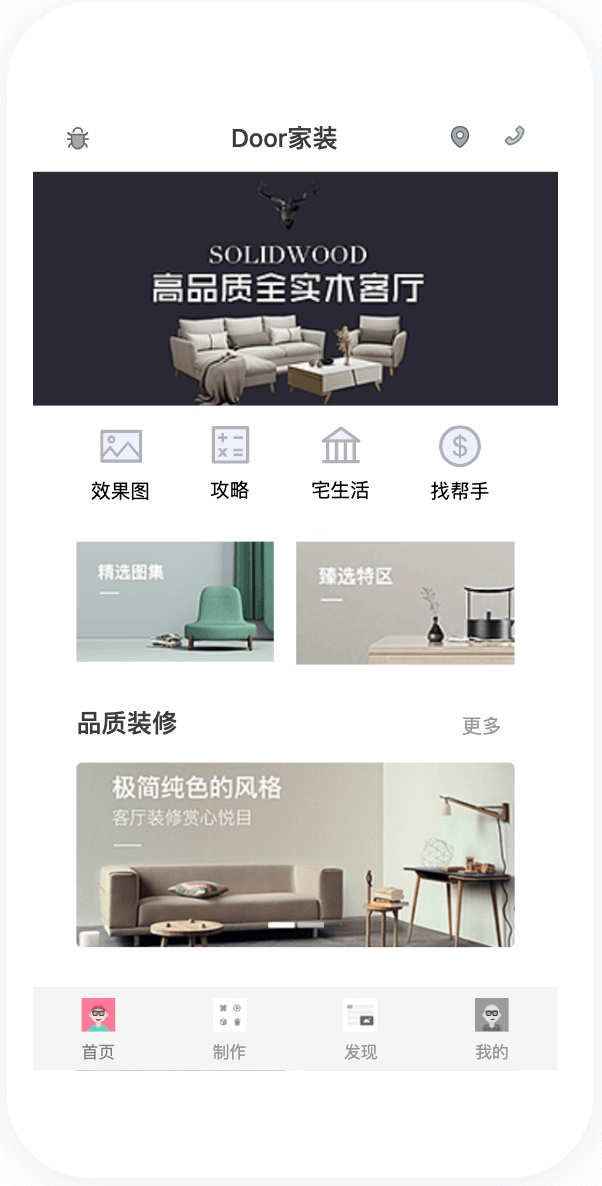 Door家装
SOLIDWOOD
高品质全实木客厅
效果图
攻略
宅生活
找帮手
精选图集
臻选特区
品质装修
更多
极简纯色的风格
客厅装修赏心悦目
首页
制作
发现
我的